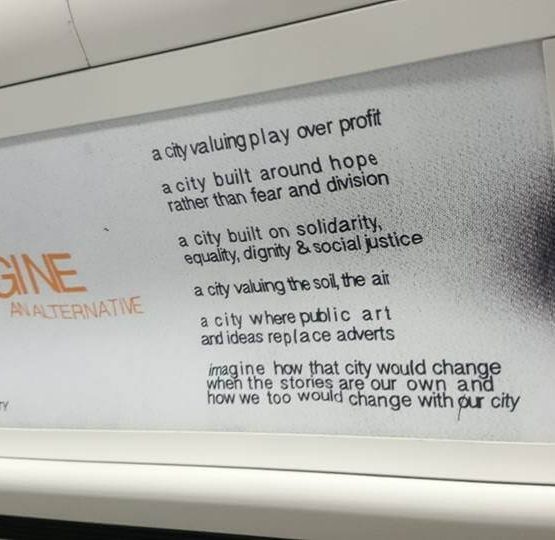 a city valuing play over profit
a city built around hope
rather than fear and division
a city built on solidarity,
equality, dignity & social justice
a city valuing the soil, the air
a city where public art
and ideas replace adverts
imagine how that city would change
when the stories are our own and
how we too would change with our city
GINE
AN ALTERNATIVE
TY